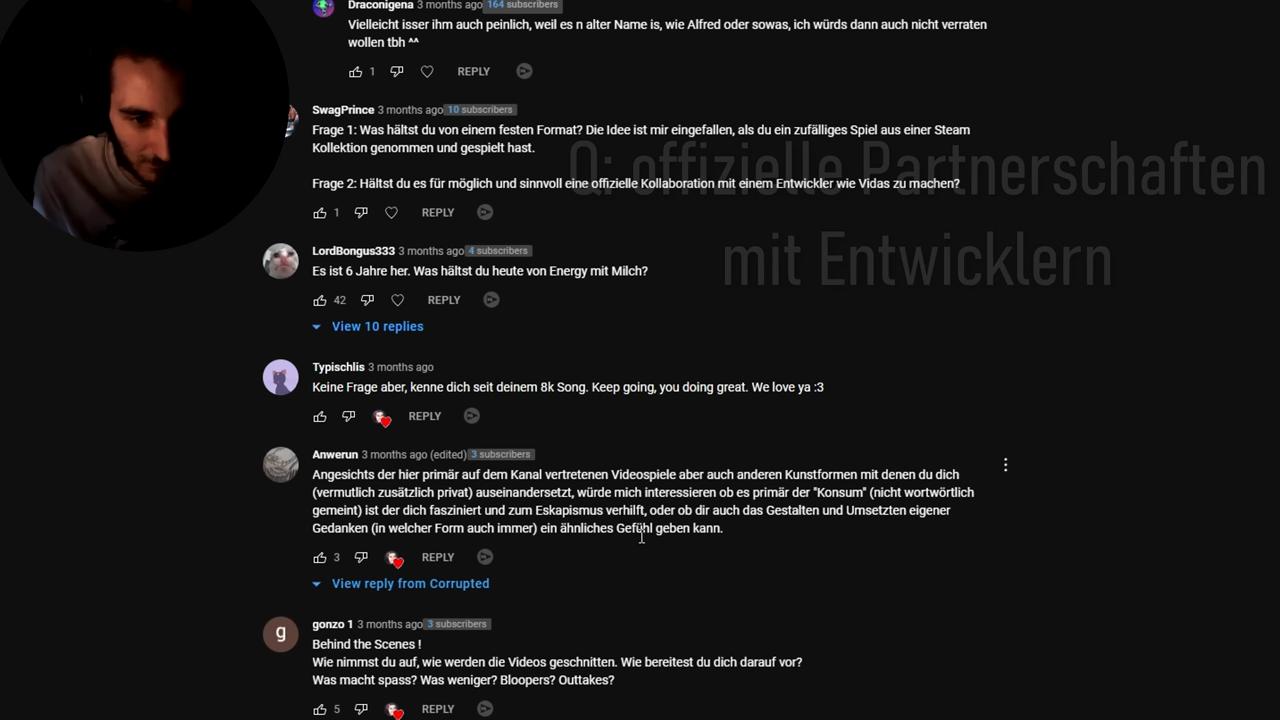 Draconigena 3 months ago 164 subscribers
Vielleicht isser ihm auch peinlich, weil es n alter Name is, wie Alfred oder sowas, ich würds dann auch nicht verraten
wollen tbh ^^
1 REPLY
SwagPrince 3 months ago 10 subscribers
Frage 1: Was hältst du von einem festen Format? Die Idee ist mir eingefallen, als du ein zufälliges Spiel aus einer Steam
Kollektion genommen und gespielt hast.
Frage 2: Hältst du es für möglich und sinnvoll eine offizielle Kollaboration mit einem Entwickler wie Vidas zu machen?
1 REPLY
Q: offizielle Partnerschaften
mit Entwicklern
LordBongus333 3 months ago 4 subscribers
Es ist 6 Jahre her. Was hältst du heute von Energy mit Milch?
42 REPLY
View 10 replies
Typischlis 3 months ago
Keine Frage aber, kenne dich seit deinem 8k Song. Keep going, you doing great. We love ya :3
REPLY
Anwerun 3 months ago (edited) 3 subscribers
Angesichts der hier primär auf dem Kanal vertretenen Videospiele aber auch anderen Kunstformen mit denen du dich
(vermutlich zusätzlich privat) auseinandersetzt, würde mich interessieren ob es primär der "Konsum" (nicht wortwörtlich
gemeint) ist der dich fasziniert und zum Eskapismus verhilft, oder ob dir auch das Gestalten und Umsetzten eigener
Gedanken (in welcher Form auch immer) ein ähnliches Gefühl geben kann.
3 REPLY
View reply from Corrupted
g
gonzo 1 3 months ago 3 subscribers
Behind the Scenes !
Wie nimmst du auf, wie werden die Videos geschnitten. Wie bereitest du dich darauf vor?
Was macht spass? Was weniger? Bloopers? Outtakes?
5 REPLY